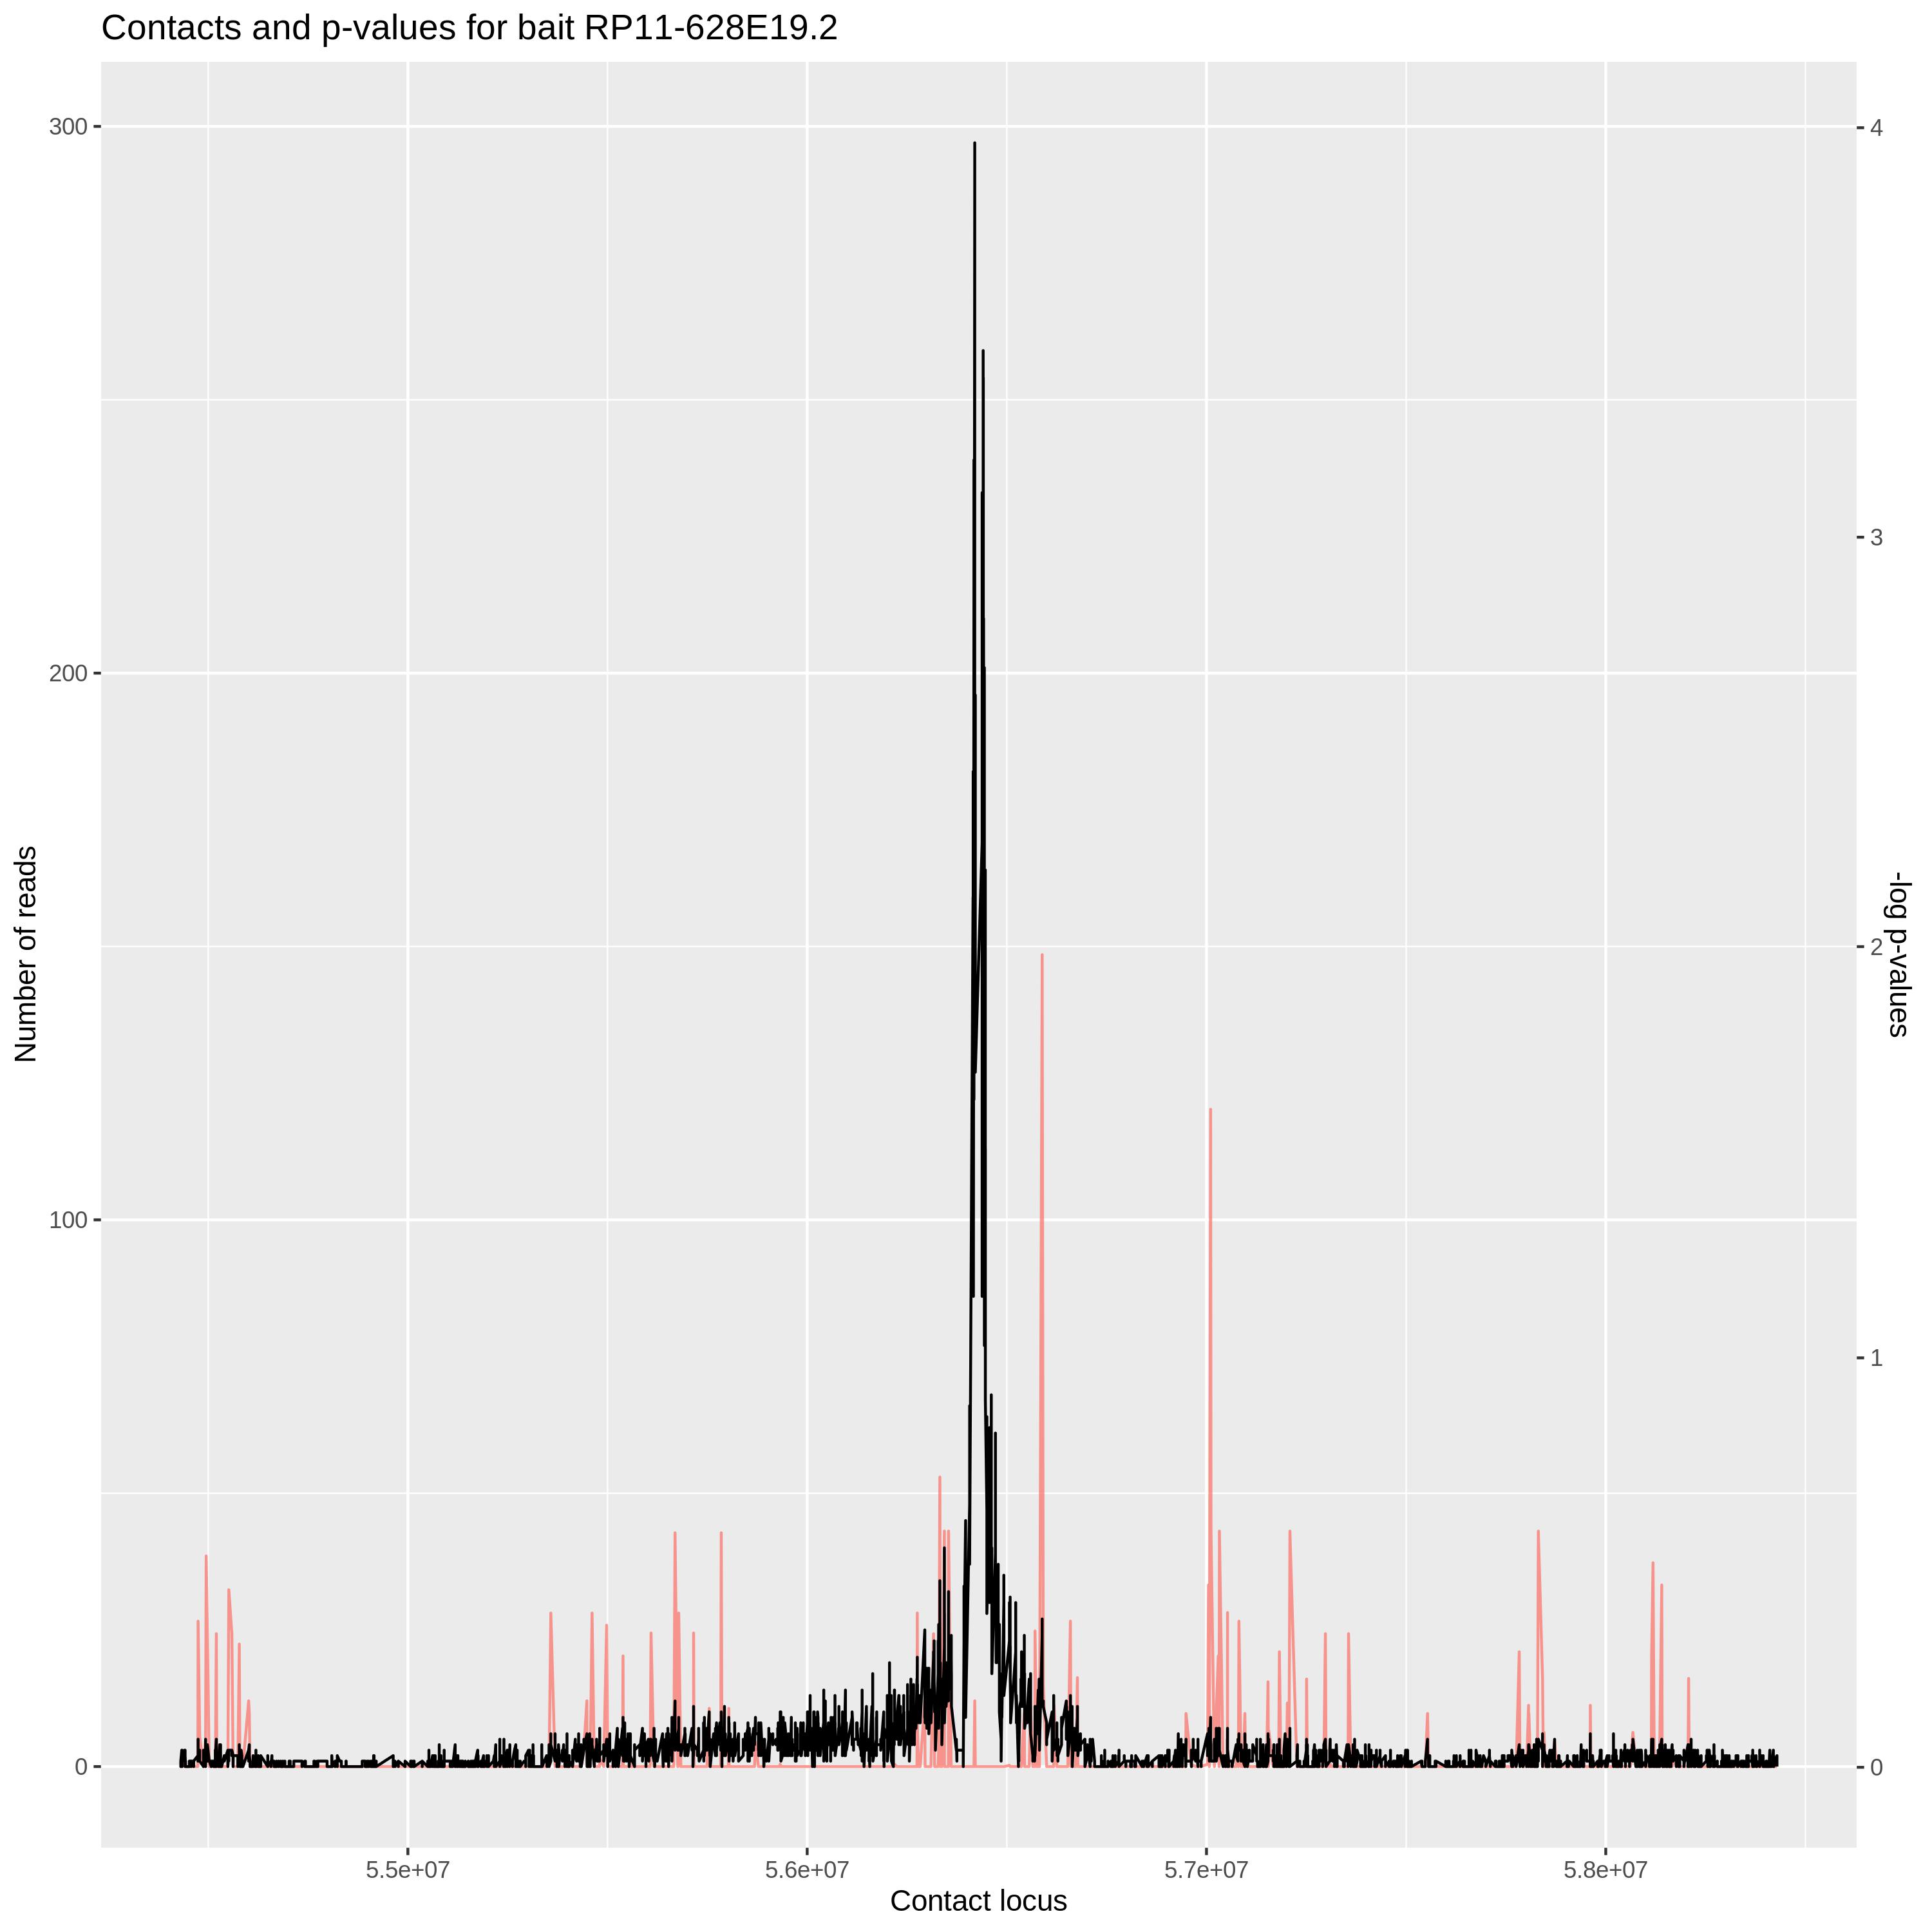 Contacts and p-values for bait RP11-628E19.2
300
200
100
0
Number of reads
4
3
2
1
0
-log p-values
5.5e+07
5.6e+07
5.7e+07
5.8e+07
Contact locus